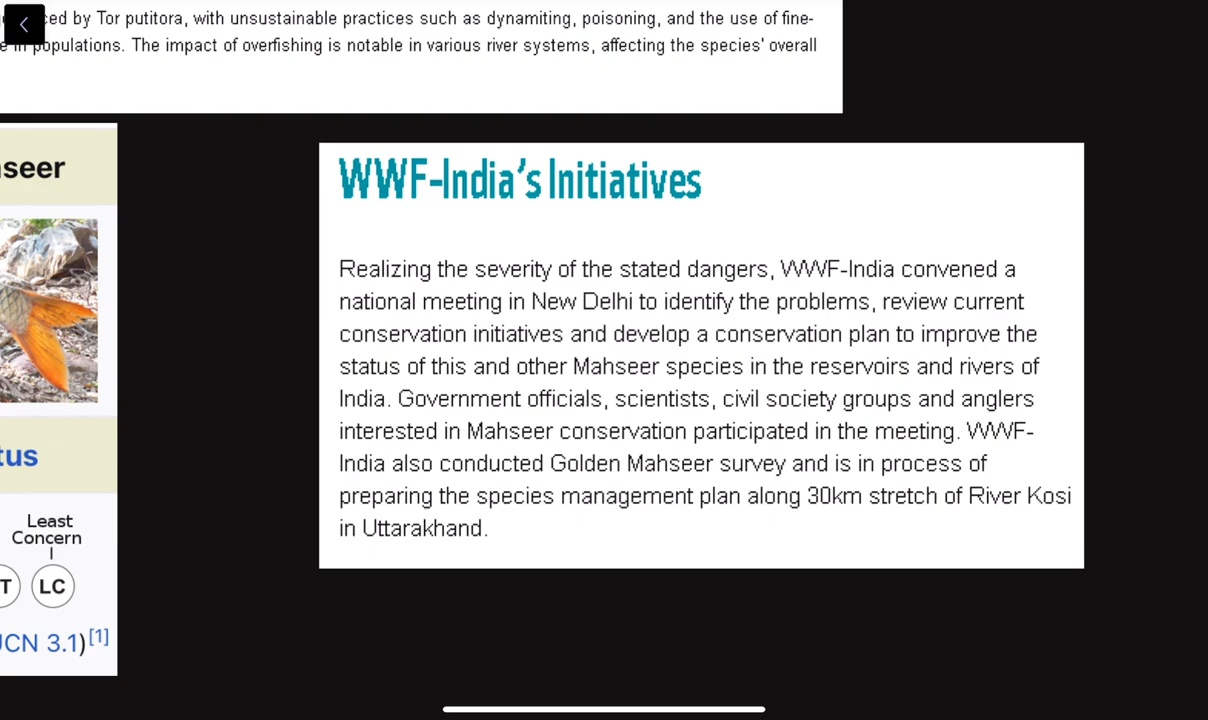 ced by Tor putitora, with unsustainable practices such as dynamiting, poisoning, and the use of fine-
in populations. The impact of overfishing is notable in various river systems, affecting the species' overall
seer
WWF-India's Initiatives
Realizing the severity of the stated dangers, WWF-India convened a
national meeting in New Delhi to identify the problems, review current
conservation initiatives and develop a conservation plan to improve the
status of this and other Mahseer species in the reservoirs and rivers of
India. Government officials, scientists, civil society groups and anglers
interested in Mahseer conservation participated in the meeting. WWF-
India also conducted Golden Mahseer survey and is in process of
preparing the species management plan along 30km stretch of River Kosi
in Uttarakhand.
tus
Least
Concern
T LC
CN 3.1)[1]